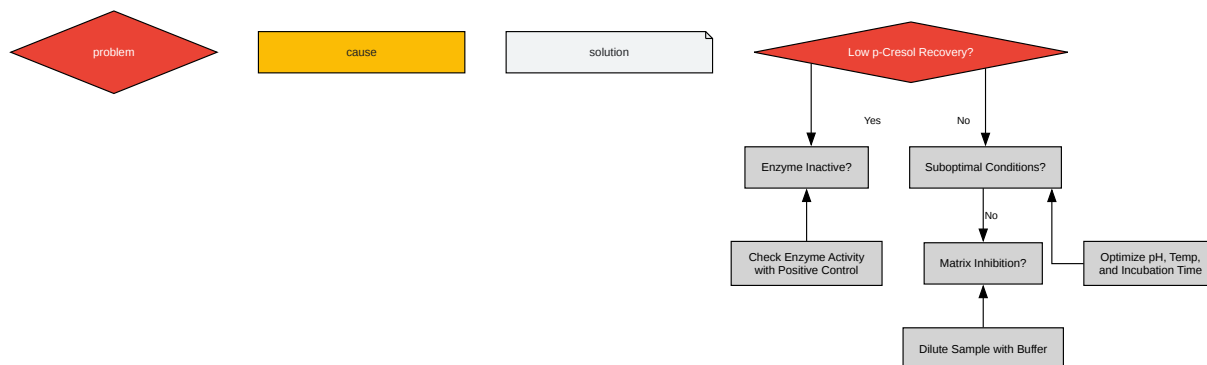 problem
cause
solution
Low p-Cresol Recovery?
Yes
No
Enzyme Inactive?
Suboptimal Conditions?
No
Check Enzyme Activity
with Positive Control
Matrix Inhibition?
Optimize pH, Temp,
and Incubation Time
Dilute Sample with Buffer